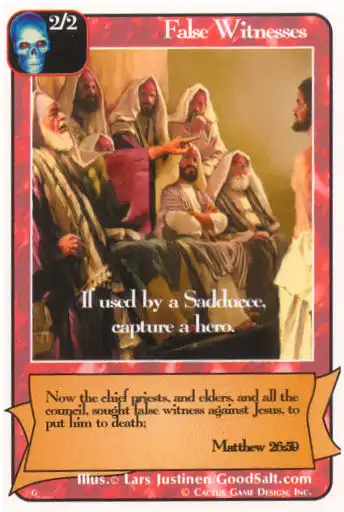 2/2
False Witnesses
If used by a Sadducee,
capture a hero.
Now the chief priests, and elders, and all the
council, sought false witness against Jesus, to
put him to death;
Matthew 26:59
Illus.© Lars Justinen/GoodSalt.com
G
© Cactus Game Design, Inc.